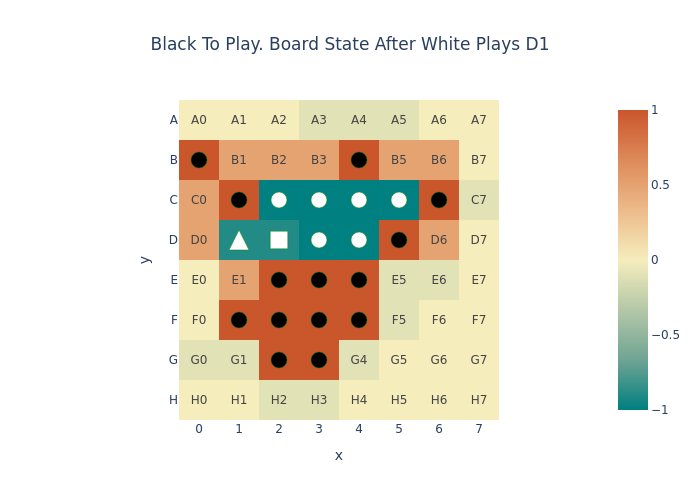 Black To Play. Board State After White Plays D1
A A0 A1 A2 A3 A4 A5 A6 A7
B B1 B2 B3 B5 B6 B7
C C0 C7
D D0 D6 D7
E E0 E1 E5 E6 E7
F F0 F5 F6 F7
G G0 G1 G4 G5 G6 G7
H H0 H1 H2 H3 H4 H5 H6 H7
0 1 2 3 4 5 6 7
x
y
1
0.5
0
−0.5
−1